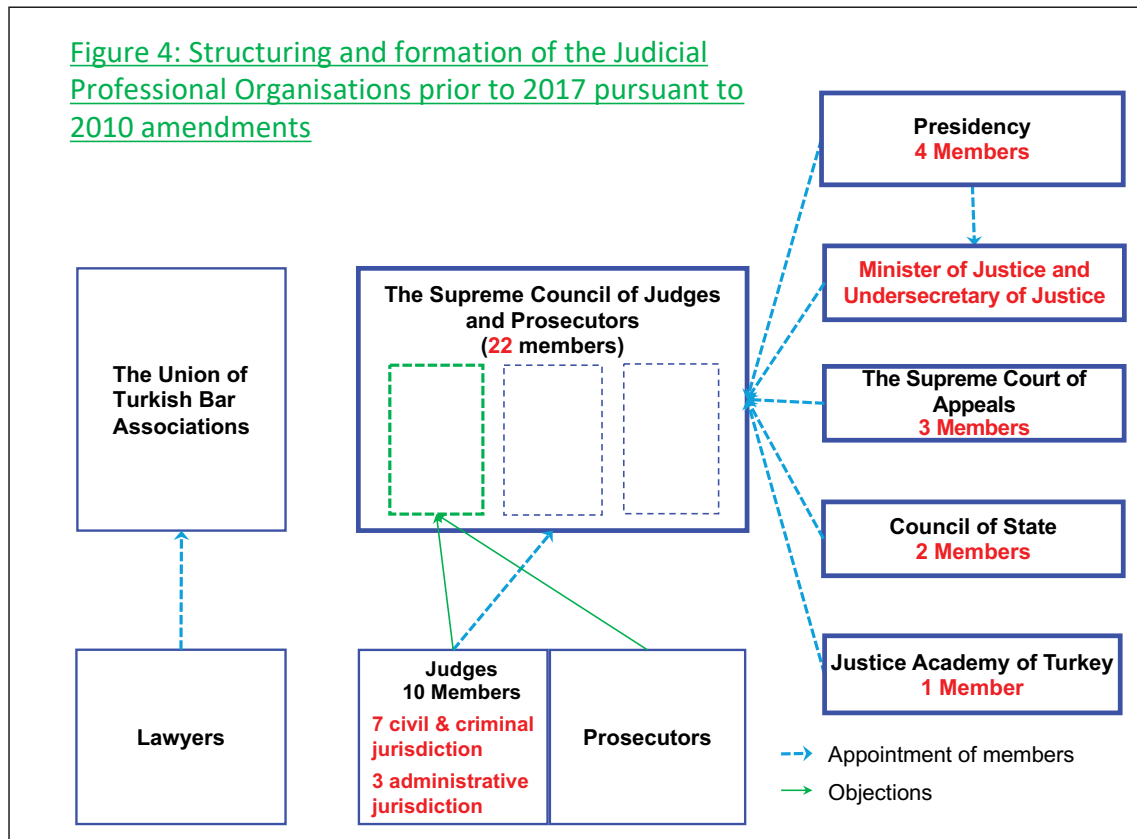 Figure 4: Structuring and formation of the Judicial
Professional Organisations prior to 2017 pursuant to
2010 amendments
Presidency
4 Members
Minister of Justice and
Undersecretary of Justice
The Supreme Court of
Appeals
3 Members
Council of State
2 Members
Justice Academy of Turkey
1 Member
The Supreme Council of Judges
and Prosecutors
(22 members)
The Union of
Turkish Bar
Associations
Lawyers
Judges
10 Members
7 civil & criminal
jurisdiction
3 administrative
jurisdiction
Prosecutors
Appointment of members
Objections